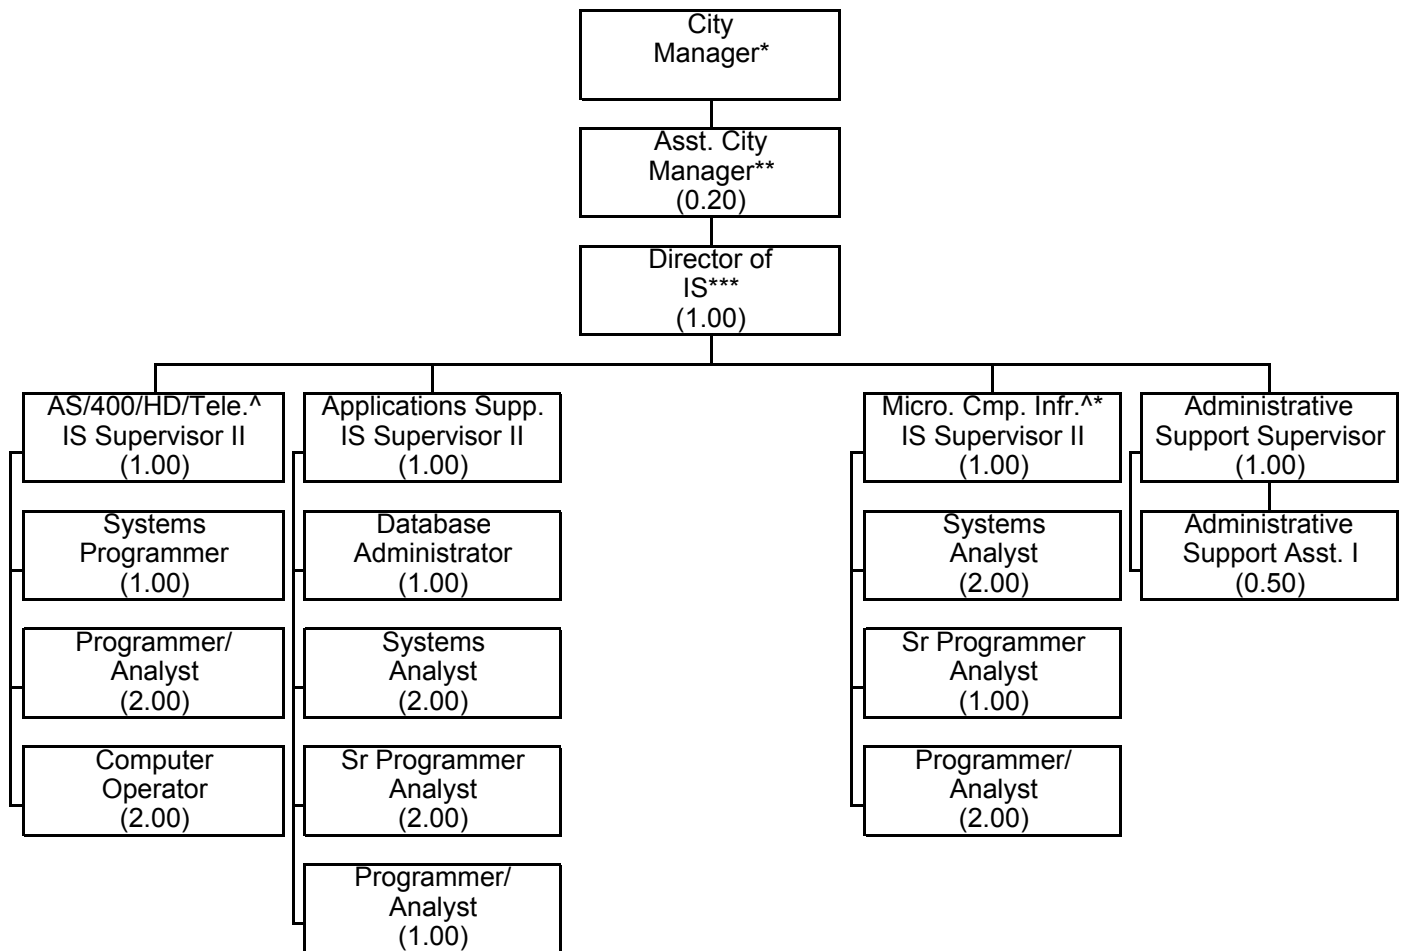 City
Manager*
Asst. City
Manager**
(0.20)
Director of
IS***
(1.00)
AS/400/HD/Tele.^
IS Supervisor II
(1.00)
Systems
Programmer
(1.00)
Programmer/
Analyst
(2.00)
Computer
Operator
(2.00)
Applications Supp.
IS Supervisor II
(1.00)
Database
Administrator
(1.00)
Systems
Analyst
(2.00)
Sr Programmer
Analyst
(2.00)
Programmer/
Analyst
(1.00)
Micro. Cmp. Infr.^*
IS Supervisor II
(1.00)
Systems
Analyst
(2.00)
Sr Programmer
Analyst
(1.00)
Programmer/
Analyst
(2.00)
Administrative
Support Supervisor
(1.00)
Administrative
Support Asst. I
(0.50)